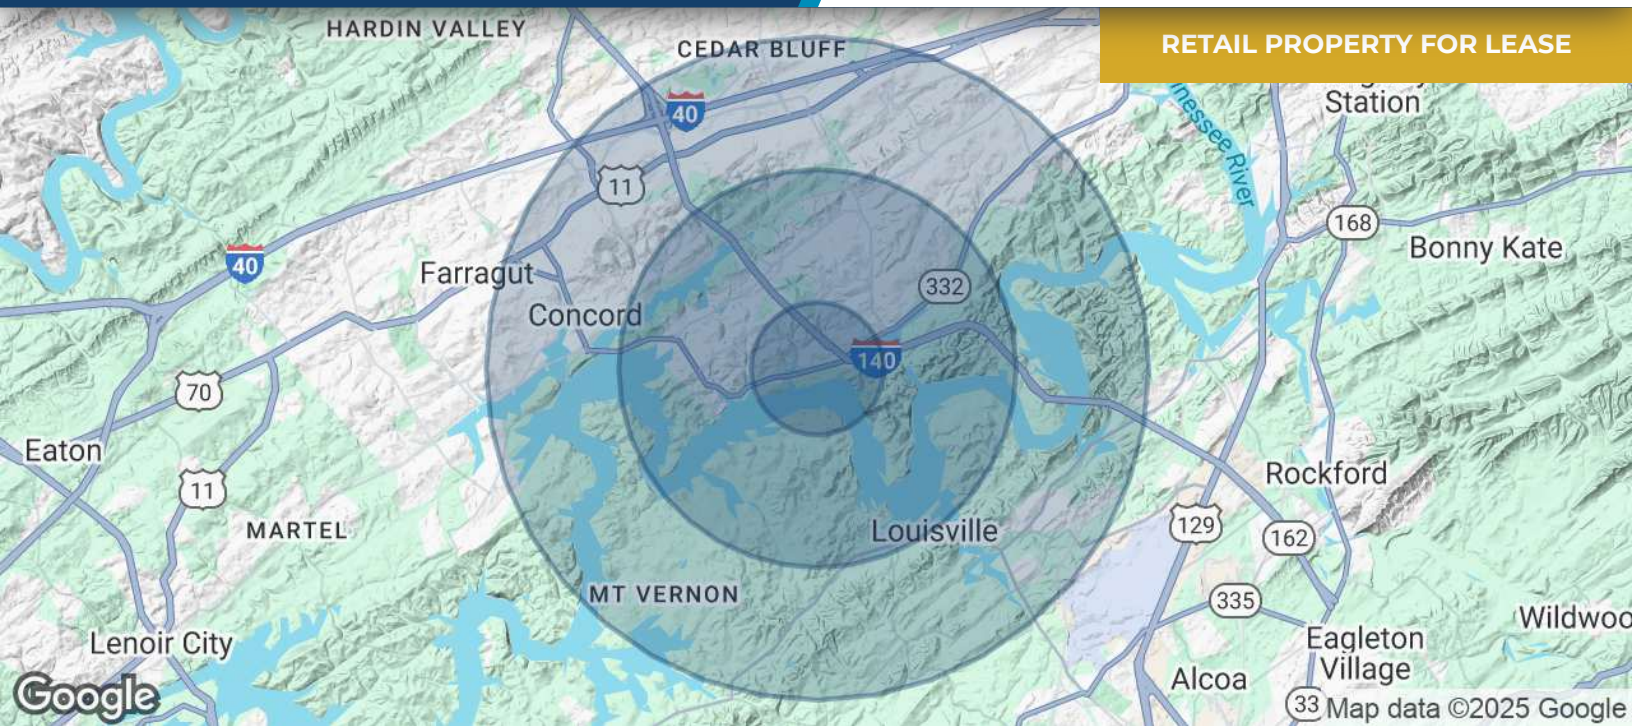 HARDIN VALLEY
CEDAR BLUFF
RETAIL PROPERTY FOR LEASE
Station
40
11
nessee River
168
Bonny Kate
40
Farragut
332
Concord
140
70
Eaton
11
Rockford
MARTEL
Louisville
129
162
MT VERNON
335
Wildwoo
Lenoir City
Eagleton
Village
Alcoa
Google
33
Map data ©2025 Google